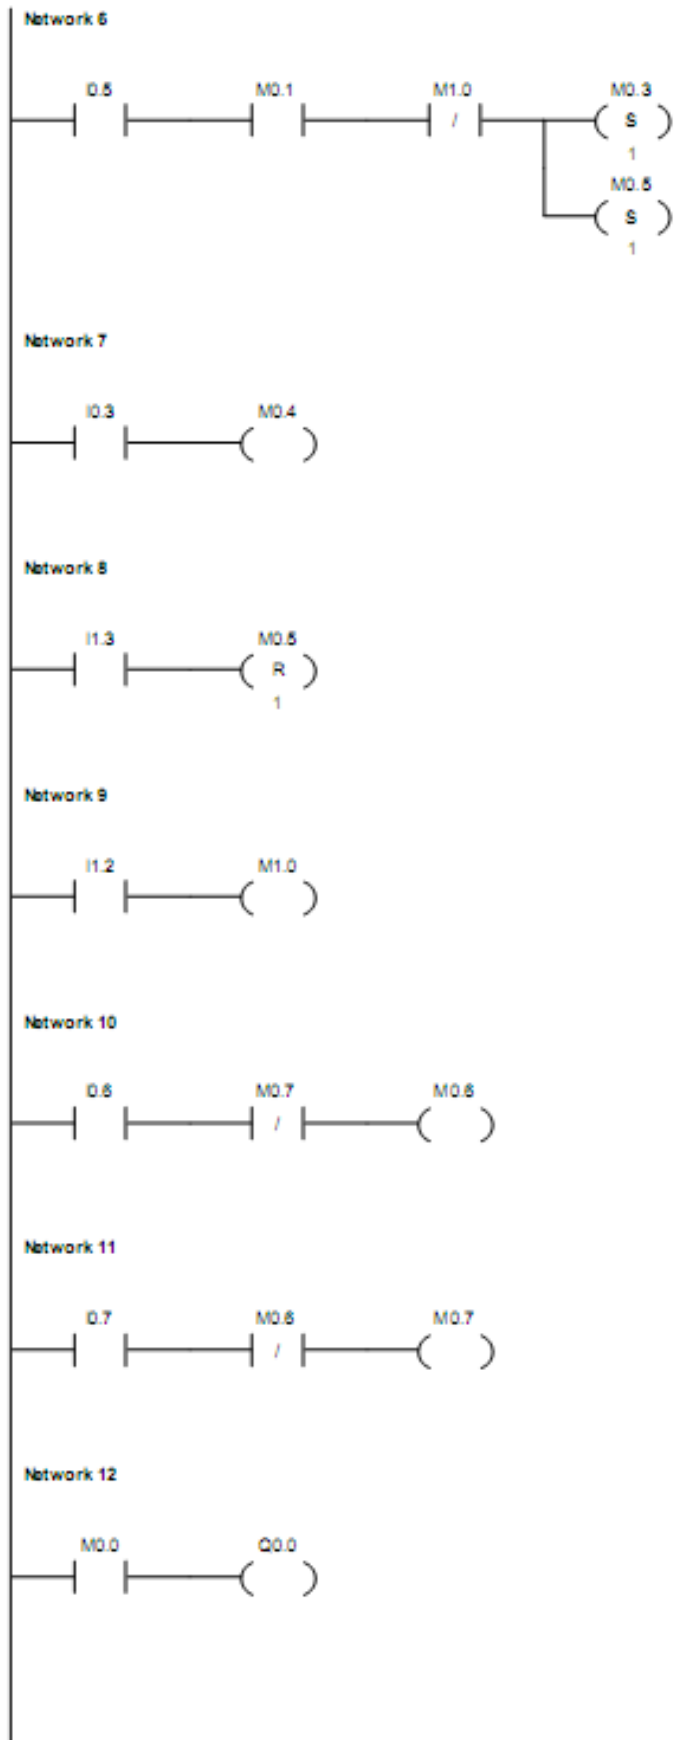 Network 6
I0.5 M0.1 M1.0 M0.3
/ S
1
M0.5
S
1
Network 7
I0.3 M0.4
Network 8
I1.3 M0.5
R
1
Network 9
I1.2 M1.0
Network 10
I0.6 M0.7 M0.6
/
Network 11
I0.7 M0.6 M0.7
/
Network 12
M0.0 Q0.0